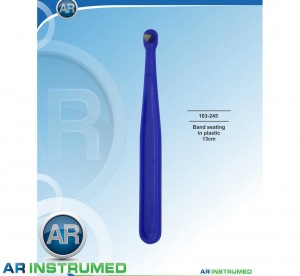 AR
103-245
Band seating
in plastic
13cm
AR
AR INSTRUMED
AR INSTRUMED